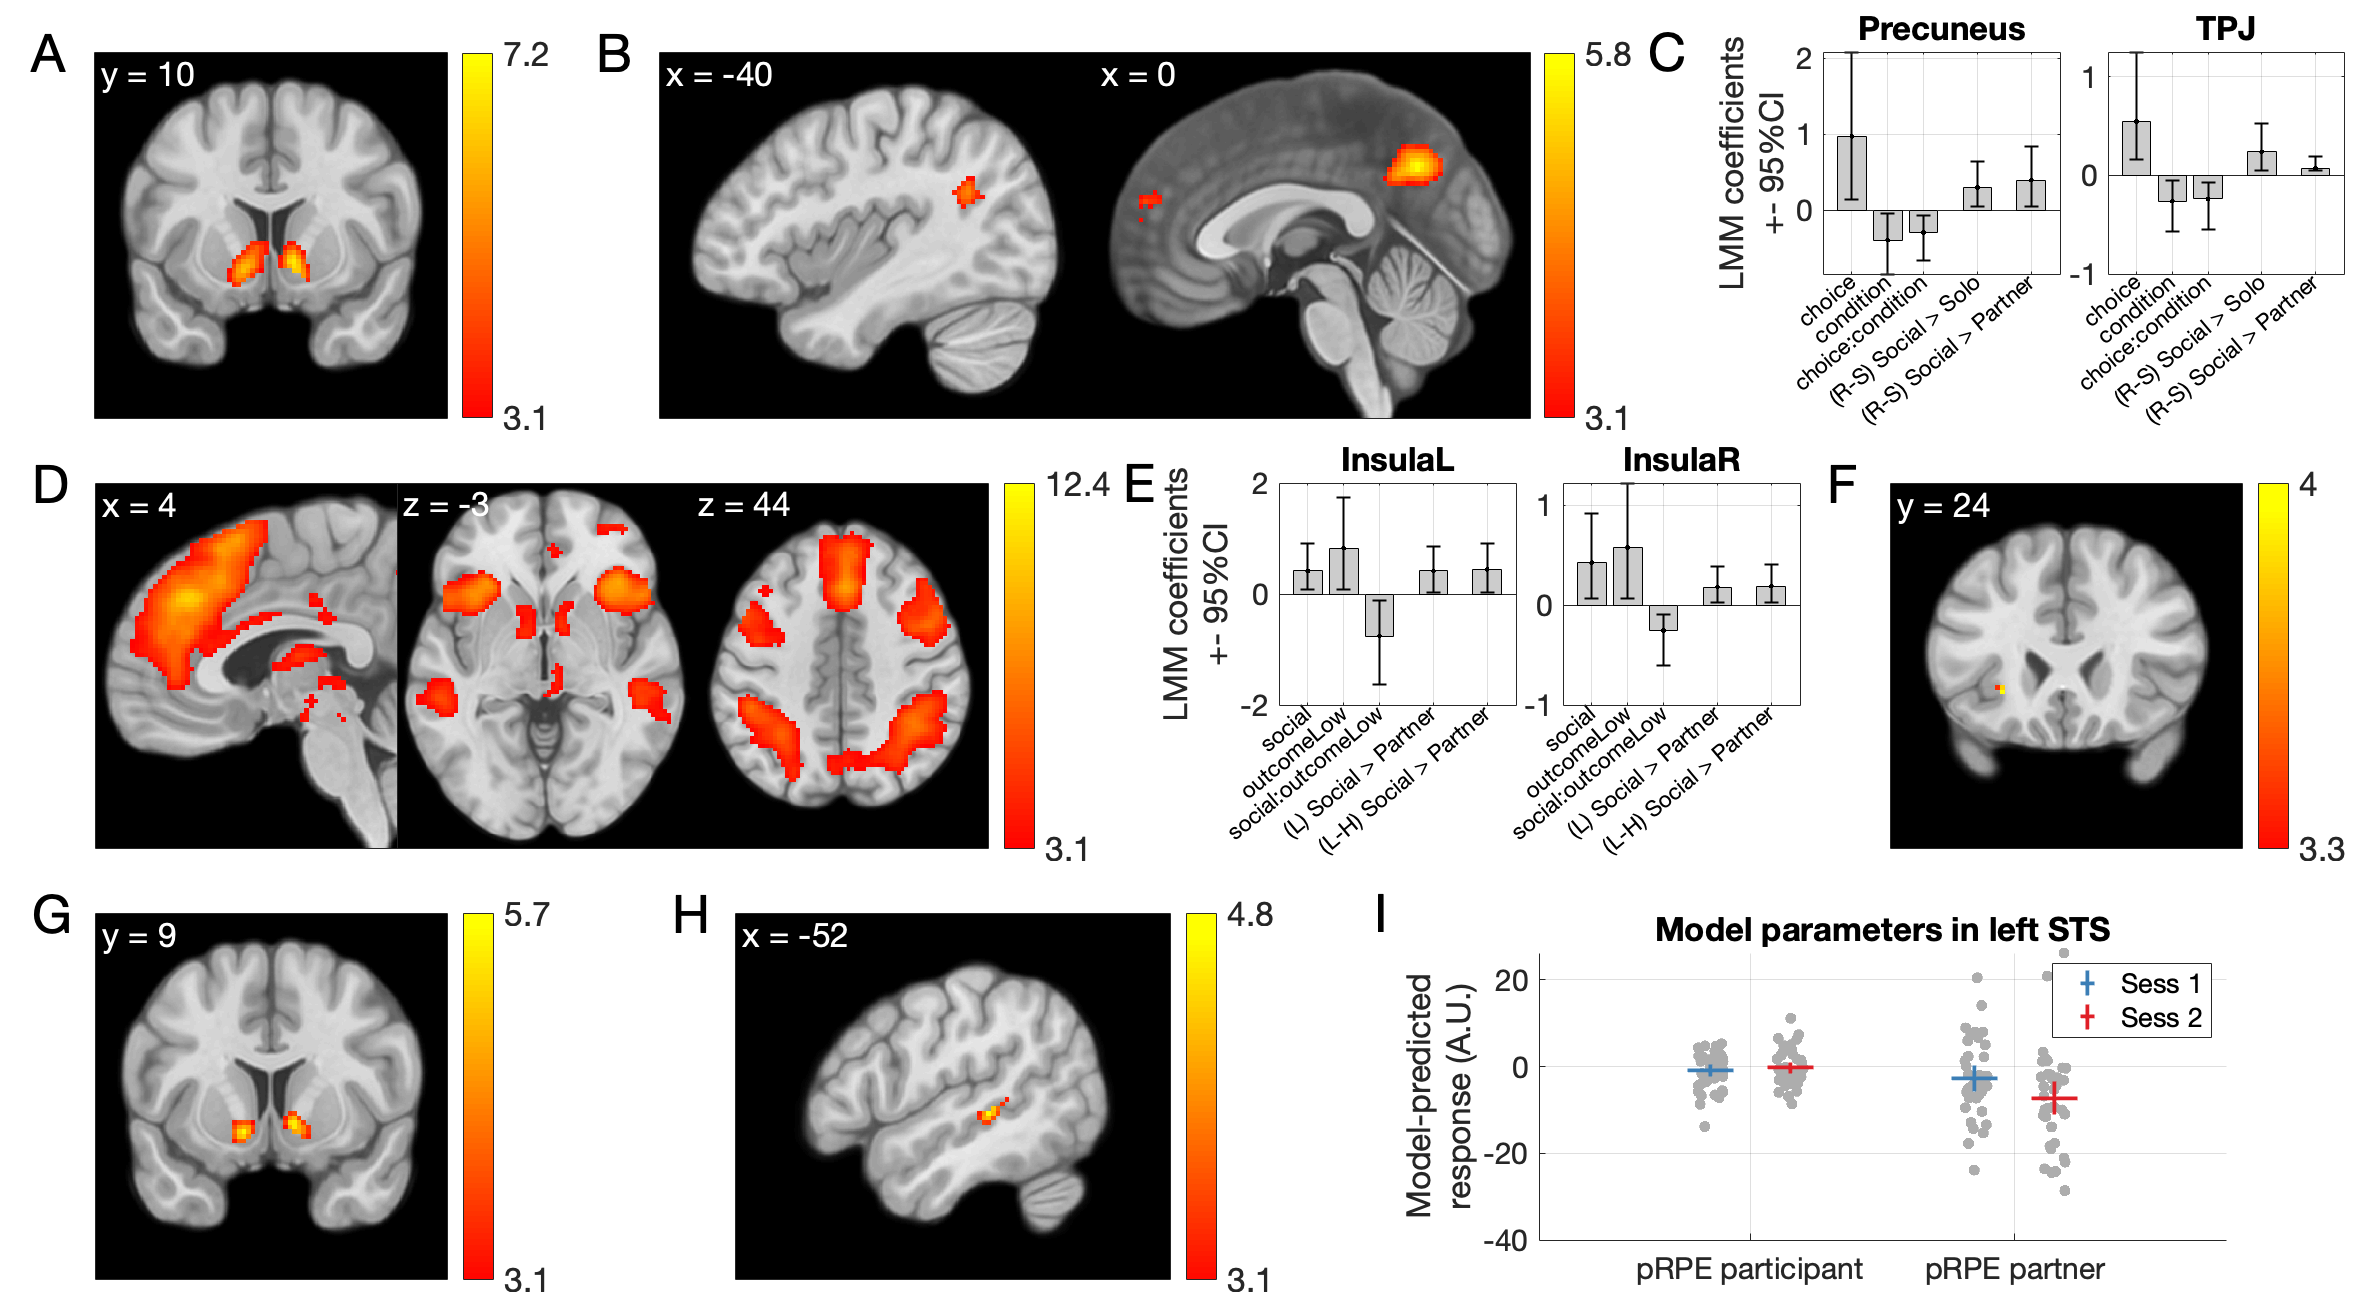 A
y = 10
7.2
3.1
B
x = -40
x = 0
5.8
3.1
C
LMM coefficients
+- 95%CI
Precuneus
2
1
0
choice
condition
choice:condition
(R-S) Social > Solo
(R-S) Social > Partner
TPJ
1
0
-1
choice
condition
choice:condition
(R-S) Social > Solo
(R-S) Social > Partner
D
x = 4
z = -3
z = 44
12.4
3.1
E
LMM coefficients
+- 95%CI
InsulaL
2
0
-2
social
outcomeLow
social:outcomeLow
(L) Social > Partner
(L-H) Social > Partner
InsulaR
1
0
-1
social
outcomeLow
social:outcomeLow
(L) Social > Partner
(L-H) Social > Partner
F
y = 24
4
3.3
G
y = 9
5.7
3.1
H
x = -52
4.8
3.1
I
Model parameters in left STS
Model-predicted
response (A.U.)
20
0
-20
-40
Sess 1
Sess 2
pRPE participant
pRPE partner